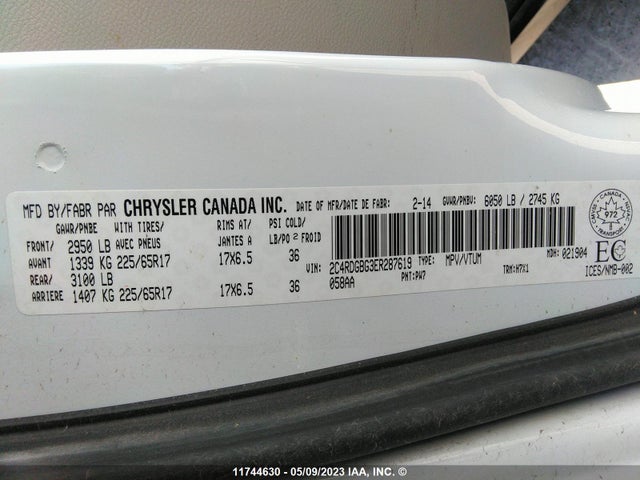 MFD BY/FABR PAR CHRYSLER CANADA INC. DATE OF MFR/DATE DE FABR: 2-14 GVWR/PNBV: 6050 LB / 2745 KG
GAWR/PNBE WITH TIRES/ RIMS AT/ PSI COLD/
FRONT/ 2950 LB AVEC PNEUS JANTES A LB/PO2 FROID
AVANT 1339 KG 225/65R17 17X6.5 36
REAR/ 3100 LB
ARRIERE 1407 KG 225/65R17 17X6.5 36
VIN: 2C4RDGBG3ER287619 TYPE: MPV/VTUM MDH: 021904
058AA PNT: PW7 TRM: H7X1
CANADA
972
EC
ICES/NMB-002
11744630 - 05/09/2023 IAA, Inc. ©